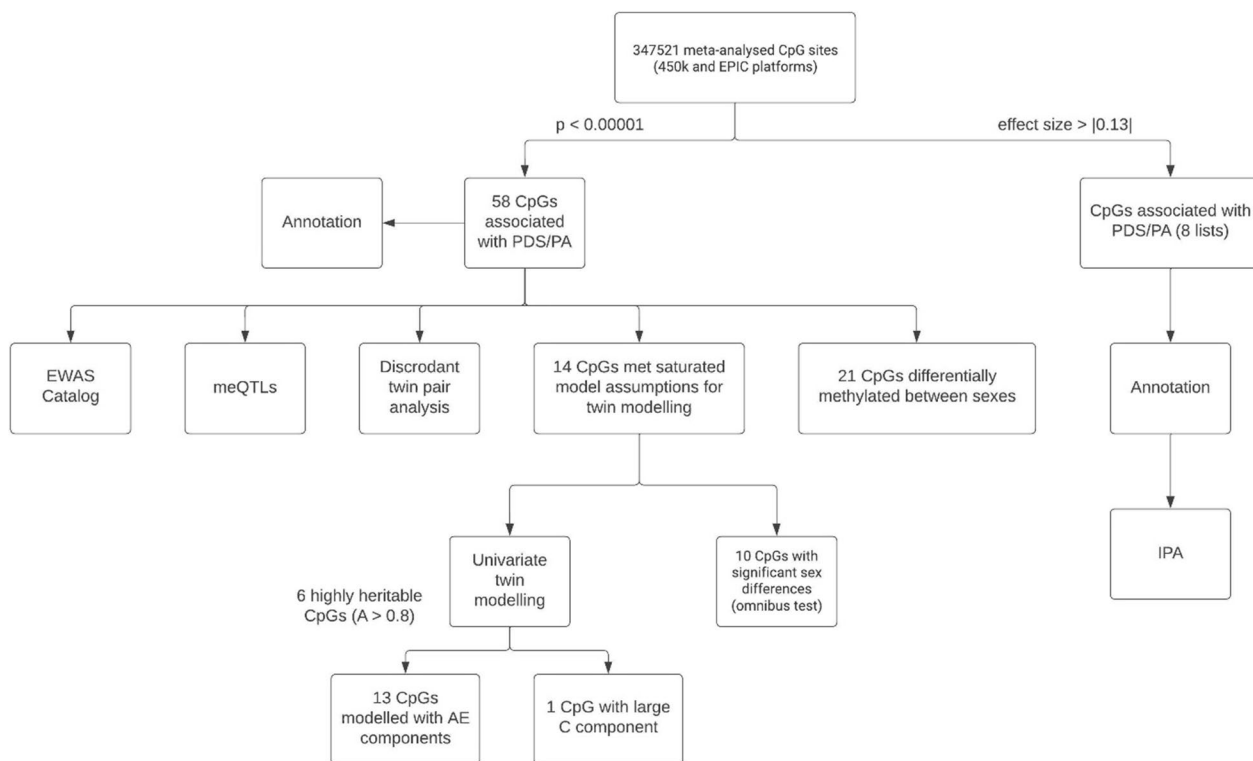 347521 meta-analysed CpG sites
(450k and EPIC platforms)
p < 0.00001
effect size > |0.13|
Annotation
58 CpGs
associated
with PDS/PA
CpGs associated with
PDS/PA (8 lists)
EWAS
Catalog
meQTLs
Discrodant
twin pair
analysis
14 CpGs met saturated
model assumptions for
twin modelling
21 CpGs differentially
methylated between sexes
Annotation
6 highly heritable
CpGs (A > 0.8)
Univariate
twin
modelling
10 CpGs with
significant sex
differences
(omnibus test)
IPA
13 CpGs
modelled with AE
components
1 CpG with large
C component